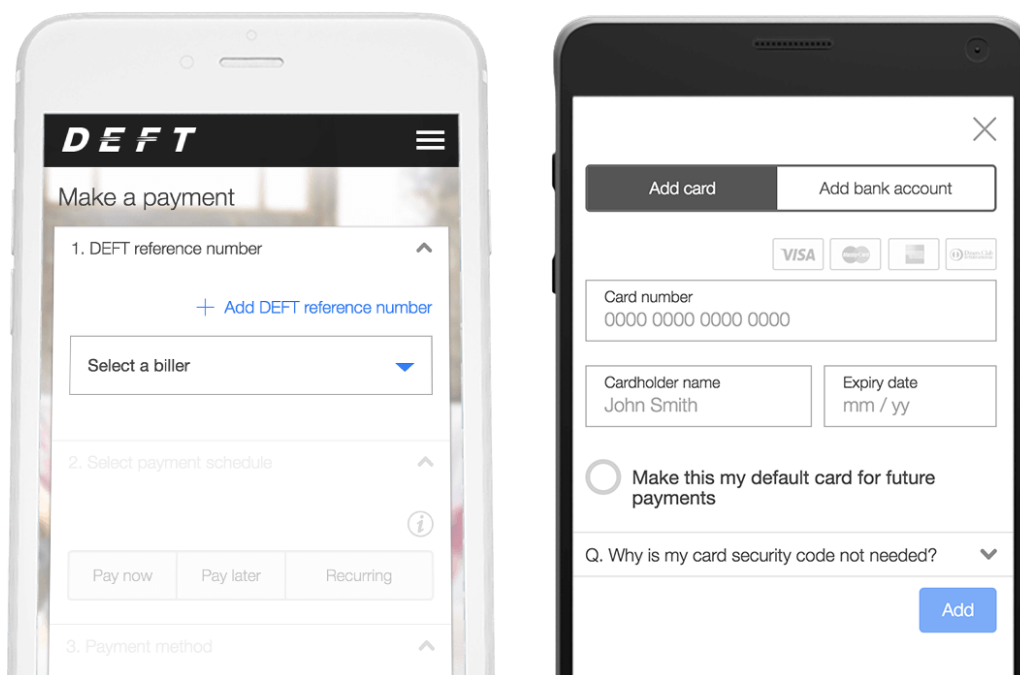 DEFT
Make a payment
1. DEFT reference number
+ Add DEFT reference number
Select a biller
2. Select payment schedule
i
Pay now Pay later Recurring
3. Payment method
Add card Add bank account
VISA
Card number
0000 0000 0000 0000
Cardholder name
John Smith
Expiry date
mm / yy
Make this my default card for future
payments
Q. Why is my card security code not needed?
Add